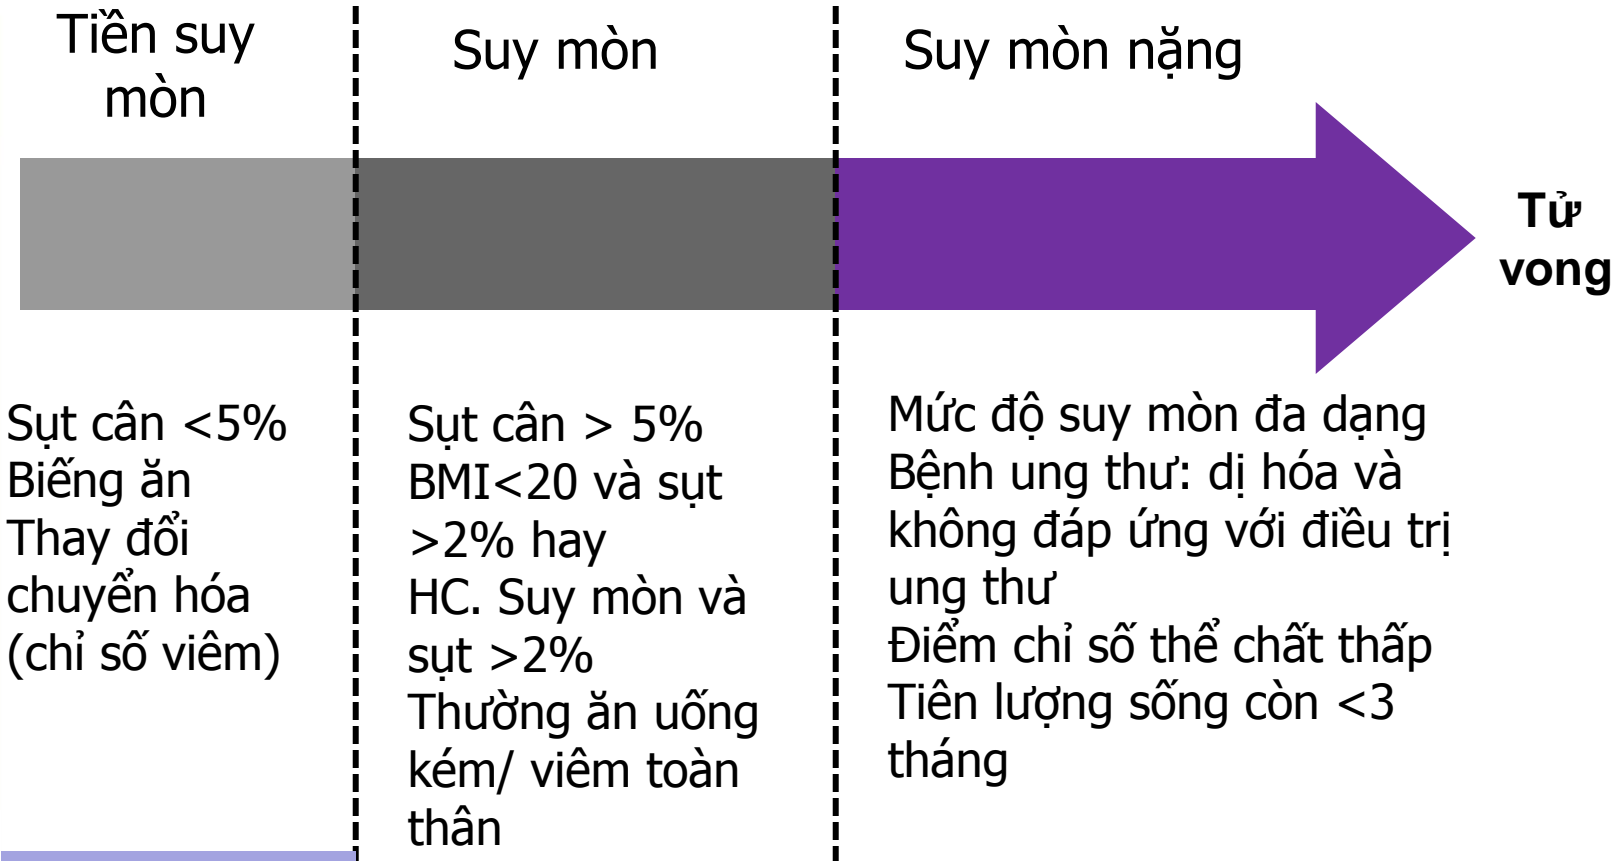 Tiền suy
mòn
Suy mòn
Suy mòn nặng
Tử
vong
Sụt cân <5%
Biếng ăn
Thay đổi
chuyển hóa
(chỉ số viêm)
Sụt cân > 5%
BMI<20 và sụt
>2% hay
HC. Suy mòn và
sụt >2%
Thường ăn uống
kém/ viêm toàn
thân
Mức độ suy mòn đa dạng
Bệnh ung thư: dị hóa và
không đáp ứng với điều trị
ung thư
Điểm chỉ số thể chất thấp
Tiên lượng sống còn <3
tháng